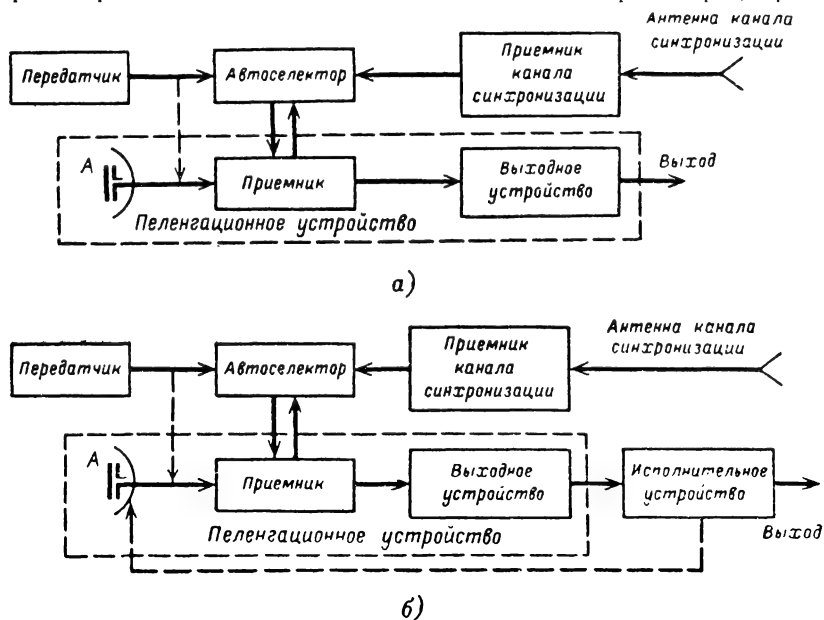 Антенна канала
синхронизации
Передатчик
Автоселектор
Приемник
канала
синхронизации
А
Приемник
Выходное
устройство
Выход
Пеленгационное устройство
а)
Передатчик
Автоселектор
Приемник
канала
синхронизации
Антенна канала
синхронизации
А
Приемник
Выходное
устройство
Исполнительное
устройство
Пеленгационное устройство
Выход
б)